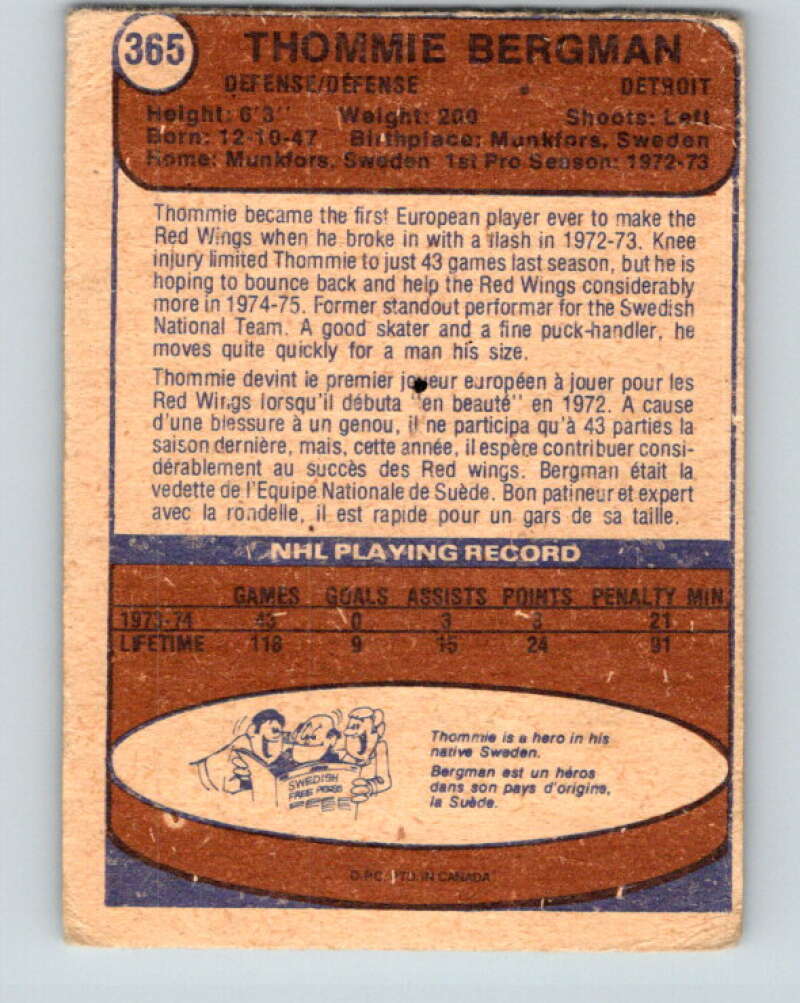 365 THOMMIE BERGMAN
DEFENSE/DÉFENSE DETROIT
Height: 6'3" Weight: 200 Shoots: Left
Born: 12-10-47 Birthplace: Munkfors, Sweden
Home: Munkfors, Sweden 1st Pro Season: 1972-73
Thommie became the first European player ever to make the
Red Wings when he broke in with a flash in 1972-73. Knee
injury limited Thommie to just 43 games last season, but he is
hoping to bounce back and help the Red Wings considerably
more in 1974-75. Former standout performar for the Swedish
National Team. A good skater and a fine puck-handler, he
moves quite quickly for a man his size.
Thommie devint le premier joueur européen à jouer pour les
Red Wings lorsqu'il débuta "en beauté" en 1972. A cause
d'une blessure à un genou, il ne participa qu'à 43 parties la
saison dernière, mais, cette année, il espère contribuer consi-
dérablement au succès des Red wings. Bergman était la
vedette de l'Equipe Nationale de Suède. Bon patineur et expert
avec la rondelle, il est rapide pour un gars de sa taille.
NHL PLAYING RECORD
GAMES GOALS ASSISTS POINTS PENALTY MIN.
1973-74 43 0 3 3 21
LIFETIME 118 9 15 24 91
Thommie is a hero in his
native Sweden.
Bergman est un héros
dans son pays d'origine,
la Suède.
SWEDISH
FREE PRESS
O.P.C. PTD. IN CANADA